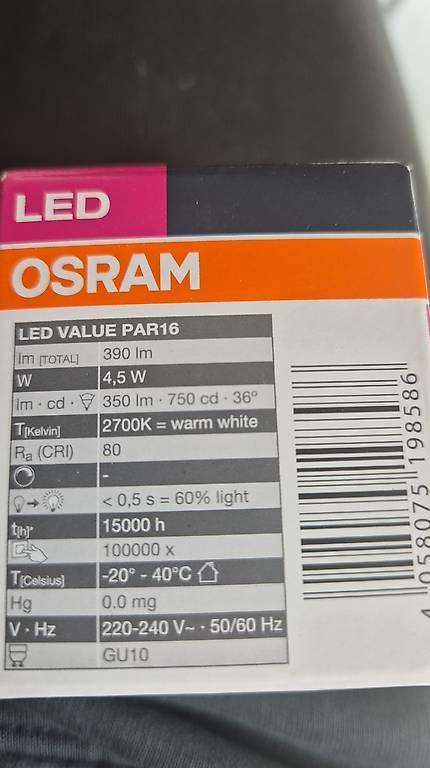 LED
OSRAM
LED VALUE PAR16
lm [TOTAL] 390 lm
W 4,5 W
lm · cd · 350 lm · 750 cd · 36°
T[Kelvin] 2700K = warm white
Ra (CRI) 80
-
< 0,5 s = 60% light
t[h]* 15000 h
100000 x
T[Celsius] -20° - 40°C
Hg 0.0 mg
V · Hz 220-240 V~ · 50/60 Hz
GU10
4 058075 198586